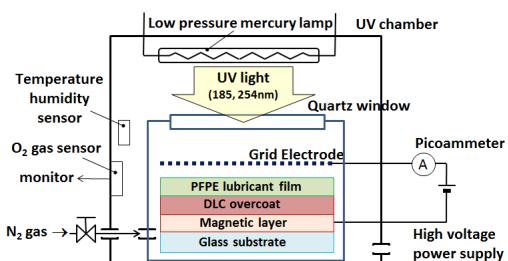 Low pressure mercury lamp
UV chamber
UV light
(185, 254nm)
Temperature
humidity
sensor
Quartz window
O₂ gas sensor
monitor
Grid Electrode
Picoammeter
A
PFPE lubricant film
DLC overcoat
Magnetic layer
Glass substrate
N₂ gas
High voltage
power supply